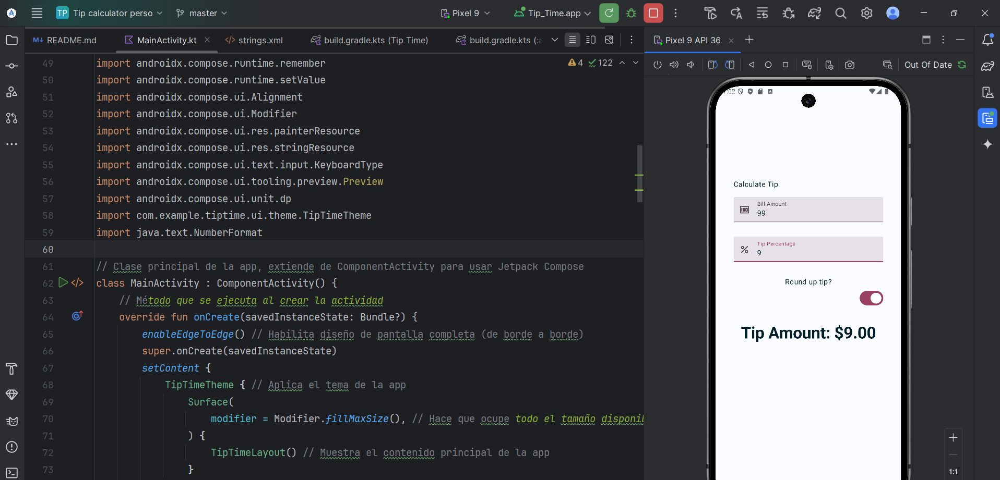 TP Tip calculator perso master Pixel 9 Tip_Time.app
README.md MainActivity.kt strings.xml build.gradle.kts (Tip Time) build.gradle.kts (:a
Pixel 9 API 36
4 122
Out Of Date
49 import androidx.compose.runtime.remember
50 import androidx.compose.runtime.setValue
51 import androidx.compose.ui.Alignment
52 import androidx.compose.ui.Modifier
53 import androidx.compose.ui.res.painterResource
54 import androidx.compose.ui.res.stringResource
55 import androidx.compose.ui.text.input.KeyboardType
56 import androidx.compose.ui.tooling.preview.Preview
57 import androidx.compose.ui.unit.dp
58 import com.example.tiptime.ui.theme.TipTimeTheme
59 import java.text.NumberFormat
60
61 // Clase principal de la app, extiende de ComponentActivity para usar Jetpack Compose
62 class MainActivity : ComponentActivity() {
63 // Método que se ejecuta al crear la actividad
64 override fun onCreate(savedInstanceState: Bundle?) {
65 enableEdgeToEdge() // Habilita diseño de pantalla completa (de borde a borde)
66 super.onCreate(savedInstanceState)
67 setContent {
68 TipTimeTheme { // Aplica el tema de la app
69 Surface(
70 modifier = Modifier.fillMaxSize(), // Hace que ocupe todo el tamaño disponib
71 ) {
72 TipTimeLayout() // Muestra el contenido principal de la app
73 }
:02
Calculate Tip
Bill Amount
99
Tip Percentage
% 9
Round up tip?
Tip Amount: $9.00
1:1